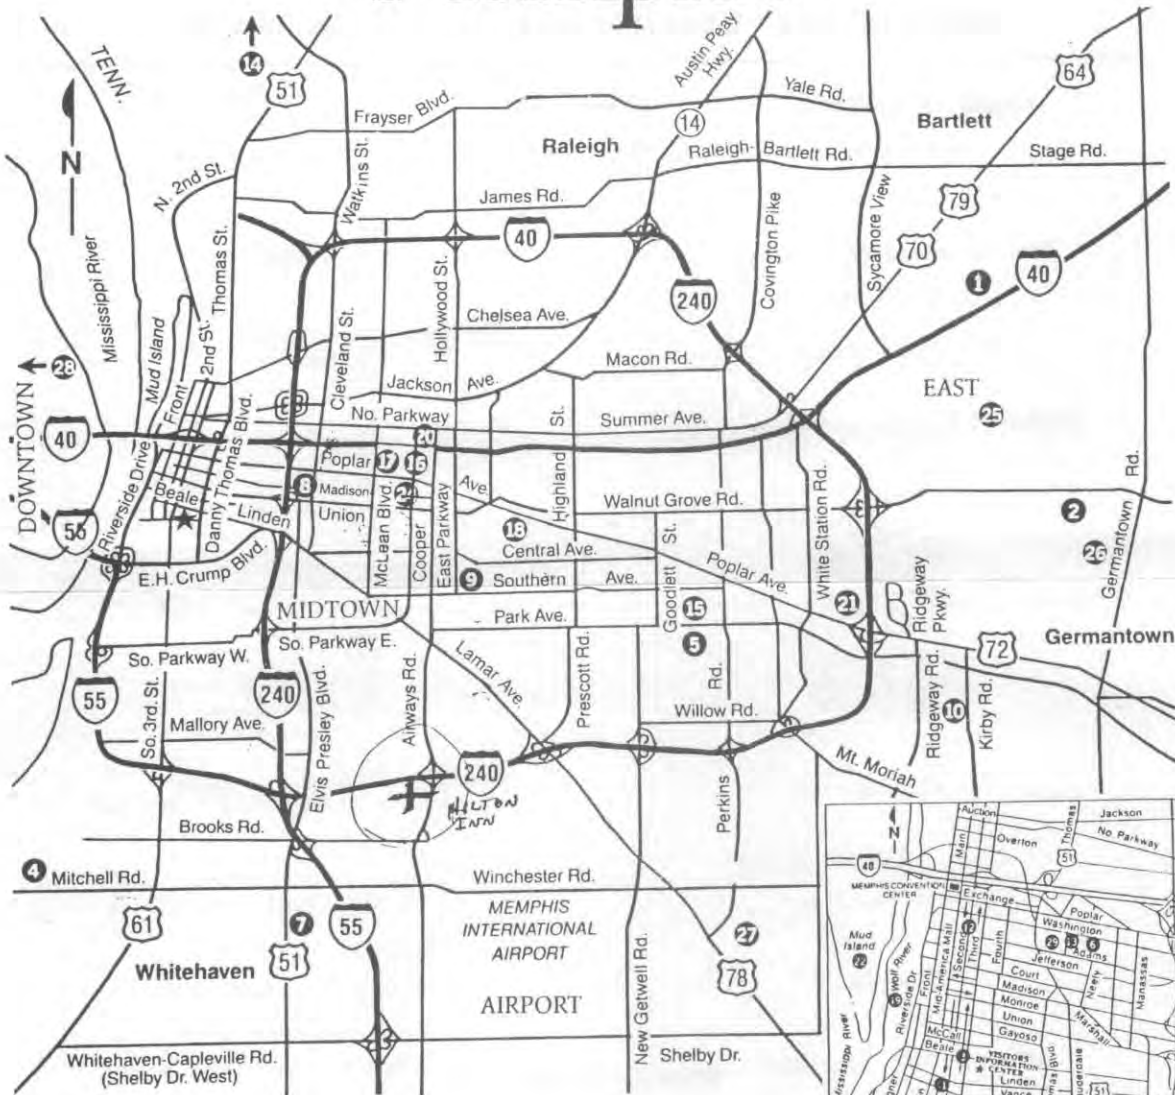 TENN.
14
51
Frayser Blvd.
Austin Peay
Hwy.
64
Yale Rd.
14
Bartlett
Raleigh
Raleigh-Bartlett Rd.
Stage Rd.
N
N. 2nd St.
Watkins St.
James Rd.
79
Mississippi River
Thomas St.
40
Covington Pike
Sycamore View
70
1
40
240
Mud Island
2nd St.
Front
Cleveland St.
Hollywood St.
Chelsea Ave.
Macon Rd.
28
Jackson Ave.
EAST
25
DOWNTOWN
40
No. Parkway
Summer Ave.
20
Poplar
17
16
Ave.
Highland St.
Riverside Drive
Danny Thomas Blvd.
8
Madison
24
Walnut Grove Rd.
White Station Rd.
Germantown Rd.
2
Beale
Linden
Union
McLean Blvd.
Cooper
East Parkway
18
55
Central Ave.
26
E.H. Crump Blvd.
9
Southern Ave.
Goodlett St.
Poplar Ave.
MIDTOWN
Park Ave.
15
21
Ridgeway
Pkwy.
Germantown
72
So. Parkway W.
So. Parkway E.
Lamar Ave.
5
55
240
So. 3rd. St.
Mallory Ave.
Elvis Presley Blvd.
Airways Rd.
Prescott Rd.
Willow Rd.
Perkins Rd.
Ridgeway Rd.
10
Kirby Rd.
Mt. Moriah
240
HILTON
INN
Brooks Rd.
4
Mitchell Rd.
Winchester Rd.
61
7
51
55
MEMPHIS
INTERNATIONAL
AIRPORT
27
78
Whitehaven
AIRPORT
New Getwell Rd.
Whitehaven-Capleville Rd.
(Shelby Dr. West)
Shelby Dr.
Auction
Jackson
N
Main
Overton
Thomas
No. Parkway
51
40
MEMPHIS CONVENTION
CENTER
Exchange
Poplar
Washington
12
29
13
6
Adams
Mud
Island
22
Wolf River
Riverside Dr
Front
Mid-America Mall
Second
Third
Fourth
Jefferson
Court
Neely
Manassas
Madison
Monroe
Union
Marshall
Gayoso
McCall
Beale
VISITORS
INFORMATION
CENTER
Linden
Vance
51
Mississippi River